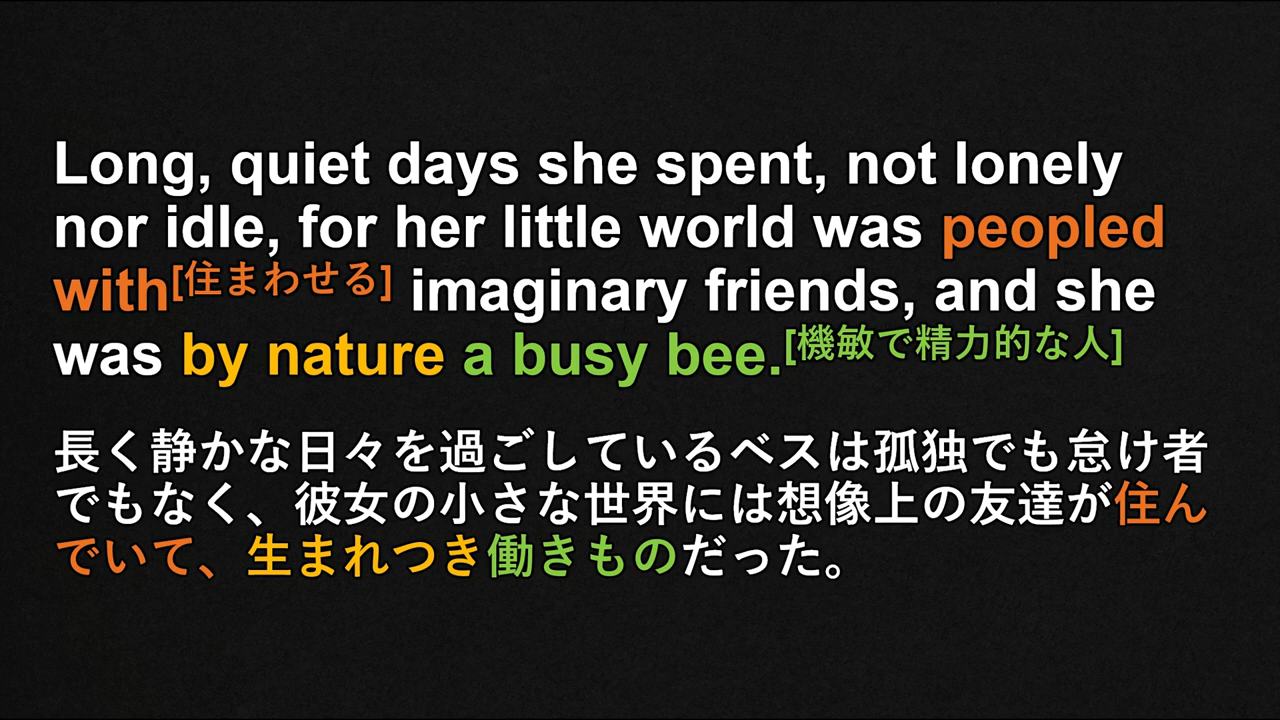 Long, quiet days she spent, not lonely
nor idle, for her little world was peopled
with[住まわせる] imaginary friends, and she
was by nature a busy bee.[機敏で精力的な人]
長く静かな日々を過ごしているベスは孤独でも怠け者
でもなく、彼女の小さな世界には想像上の友達が住ん
でいて、生まれつき働きものだった。